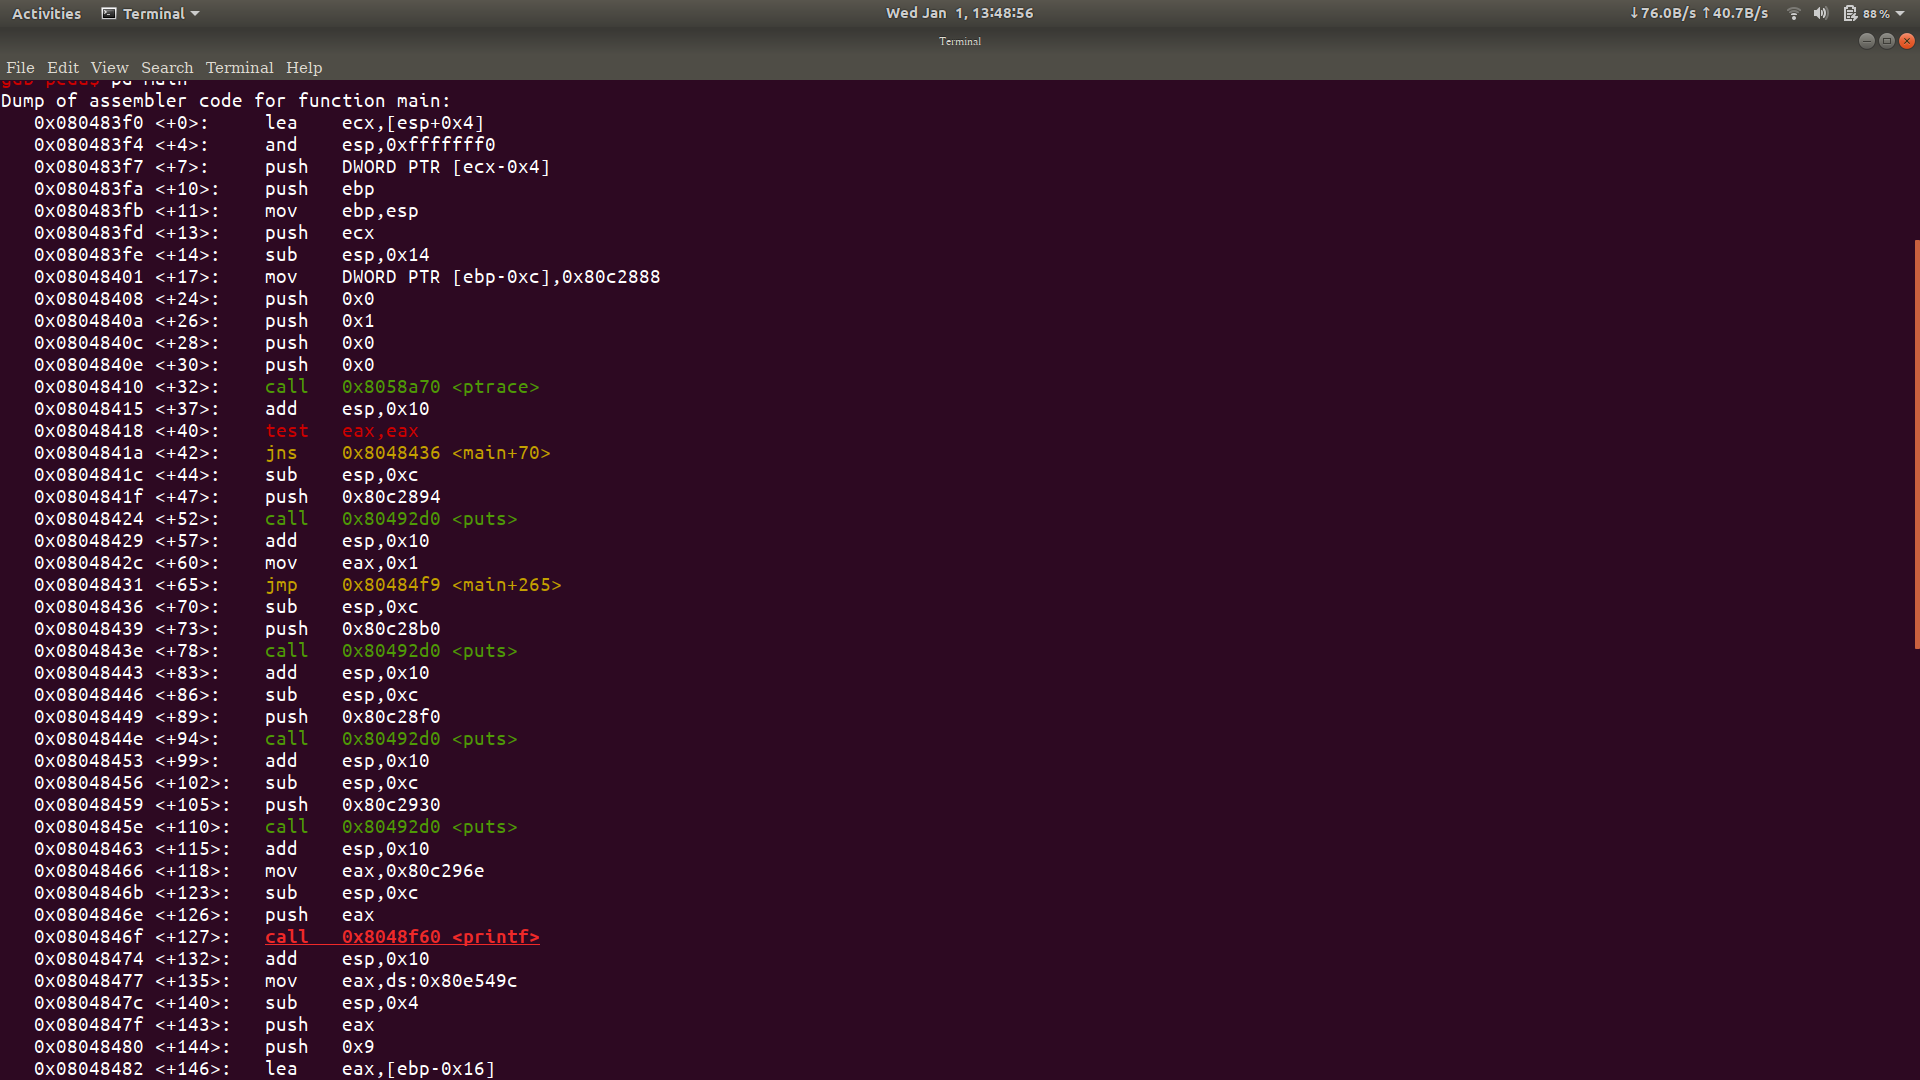 Activities Terminal Wed Jan 1, 13:48:56 ↓76.0B/s ↑40.7B/s 88%
Terminal
File Edit View Search Terminal Help
gdb-peda$ pd main
Dump of assembler code for function main:
0x080483f0 <+0>: lea ecx,[esp+0x4]
0x080483f4 <+4>: and esp,0xfffffff0
0x080483f7 <+7>: push DWORD PTR [ecx-0x4]
0x080483fa <+10>: push ebp
0x080483fb <+11>: mov ebp,esp
0x080483fd <+13>: push ecx
0x080483fe <+14>: sub esp,0x14
0x08048401 <+17>: mov DWORD PTR [ebp-0xc],0x80c2888
0x08048408 <+24>: push 0x0
0x0804840a <+26>: push 0x1
0x0804840c <+28>: push 0x0
0x0804840e <+30>: push 0x0
0x08048410 <+32>: call 0x8058a70 <ptrace>
0x08048415 <+37>: add esp,0x10
0x08048418 <+40>: test eax,eax
0x0804841a <+42>: jns 0x8048436 <main+70>
0x0804841c <+44>: sub esp,0xc
0x0804841f <+47>: push 0x80c2894
0x08048424 <+52>: call 0x80492d0 <puts>
0x08048429 <+57>: add esp,0x10
0x0804842c <+60>: mov eax,0x1
0x08048431 <+65>: jmp 0x80484f9 <main+265>
0x08048436 <+70>: sub esp,0xc
0x08048439 <+73>: push 0x80c28b0
0x0804843e <+78>: call 0x80492d0 <puts>
0x08048443 <+83>: add esp,0x10
0x08048446 <+86>: sub esp,0xc
0x08048449 <+89>: push 0x80c28f0
0x0804844e <+94>: call 0x80492d0 <puts>
0x08048453 <+99>: add esp,0x10
0x08048456 <+102>: sub esp,0xc
0x08048459 <+105>: push 0x80c2930
0x0804845e <+110>: call 0x80492d0 <puts>
0x08048463 <+115>: add esp,0x10
0x08048466 <+118>: mov eax,0x80c296e
0x0804846b <+123>: sub esp,0xc
0x0804846e <+126>: push eax
0x0804846f <+127>: call 0x8048f60 <printf>
0x08048474 <+132>: add esp,0x10
0x08048477 <+135>: mov eax,ds:0x80e549c
0x0804847c <+140>: sub esp,0x4
0x0804847f <+143>: push eax
0x08048480 <+144>: push 0x9
0x08048482 <+146>: lea eax,[ebp-0x16]